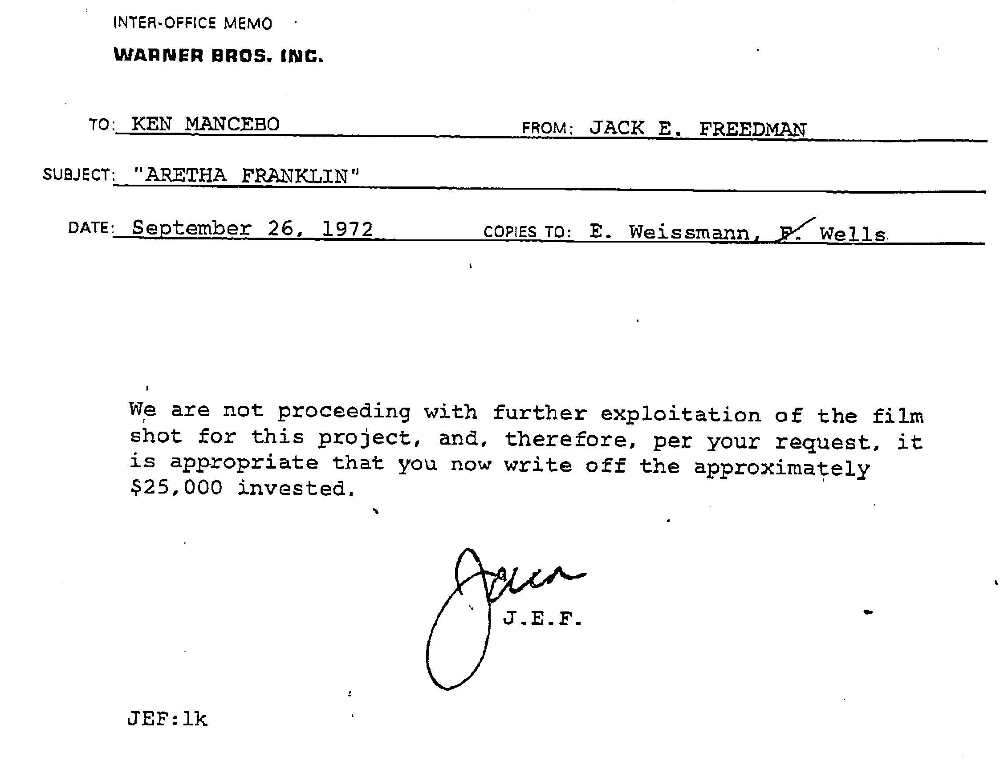 INTER-OFFICE MEMO
WARNER BROS. INC.
TO: KEN MANCEBO FROM: JACK E. FREEDMAN
SUBJECT: "ARETHA FRANKLIN"
DATE: September 26, 1972 COPIES TO: E. Weissmann, F. Wells
We are not proceeding with further exploitation of the film
shot for this project, and, therefore, per your request, it
is appropriate that you now write off the approximately
$25,000 invested.
Jack
J.E.F.
JEF:lk